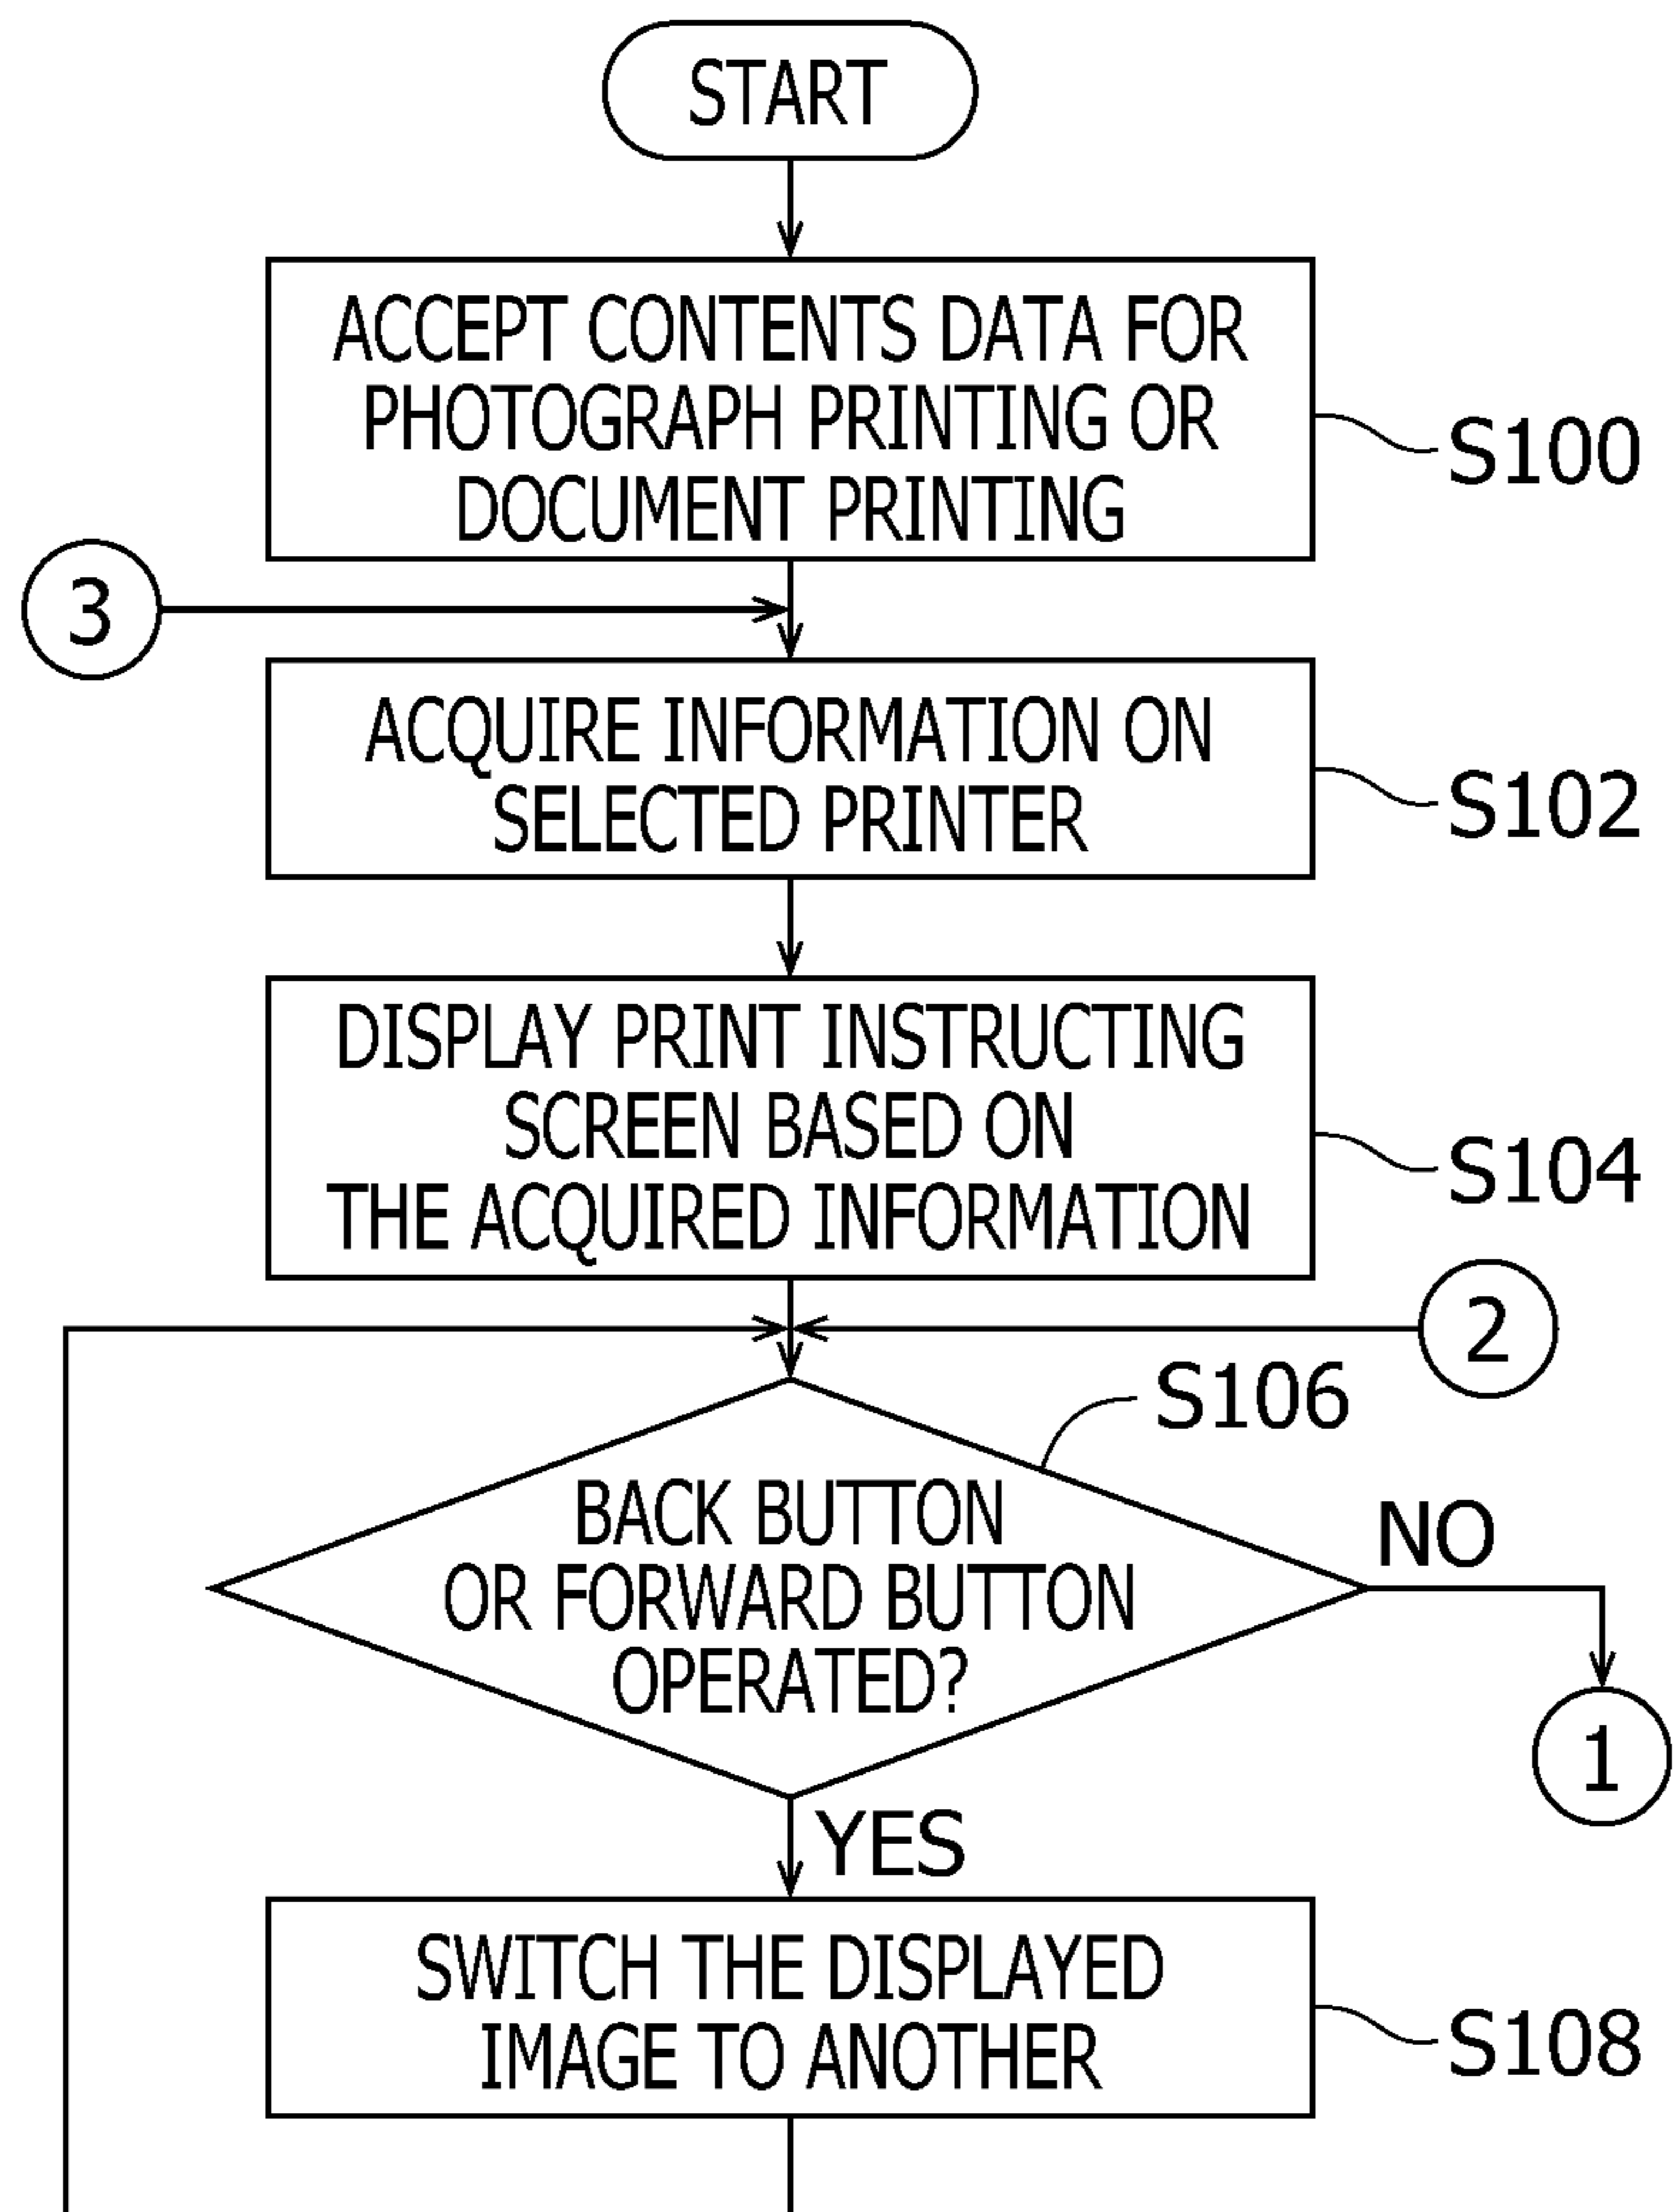 START
ACCEPT CONTENTS DATA FOR
PHOTOGRAPH PRINTING OR
DOCUMENT PRINTING
S100
3
ACQUIRE INFORMATION ON
SELECTED PRINTER
S102
DISPLAY PRINT INSTRUCTING
SCREEN BASED ON
THE ACQUIRED INFORMATION
S104
2
S106
BACK BUTTON
OR FORWARD BUTTON
OPERATED?
NO
1
YES
SWITCH THE DISPLAYED
IMAGE TO ANOTHER
S108